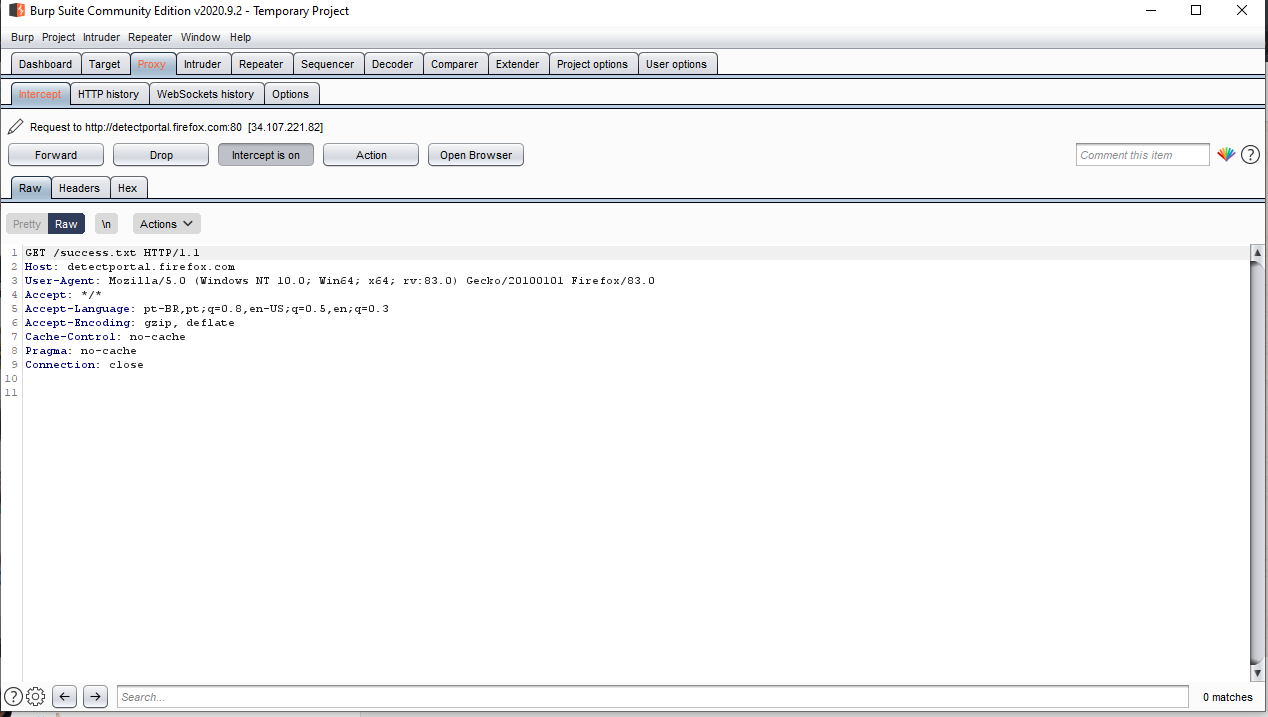 Burp Suite Community Edition v2020.9.2 - Temporary Project
Burp Project Intruder Repeater Window Help
Dashboard Target Proxy Intruder Repeater Sequencer Decoder Comparer Extender Project options User options
Intercept HTTP history WebSockets history Options
Request to http://detectportal.firefox.com:80 [34.107.221.82]
Forward Drop Intercept is on Action Open Browser Comment this item ?
Raw Headers Hex
Pretty Raw \n Actions
1 GET /success.txt HTTP/1.1
2 Host: detectportal.firefox.com
3 User-Agent: Mozilla/5.0 (Windows NT 10.0; Win64; x64; rv:83.0) Gecko/20100101 Firefox/83.0
4 Accept: */*
5 Accept-Language: pt-BR,pt;q=0.8,en-US;q=0.5,en;q=0.3
6 Accept-Encoding: gzip, deflate
7 Cache-Control: no-cache
8 Pragma: no-cache
9 Connection: close
10
11
? Search... 0 matches